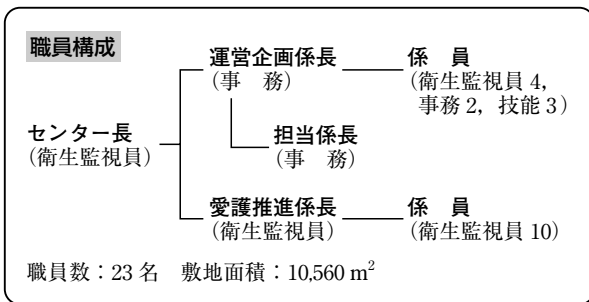 職員構成
運営企画係長
(事　務)
係　員
(衛生監視員 4,
事務 2, 技能 3)
センター長
(衛生監視員)
担当係長
(事　務)
愛護推進係長
(衛生監視員)
係　員
(衛生監視員 10)
職員数：23 名　敷地面積：10,560 m²